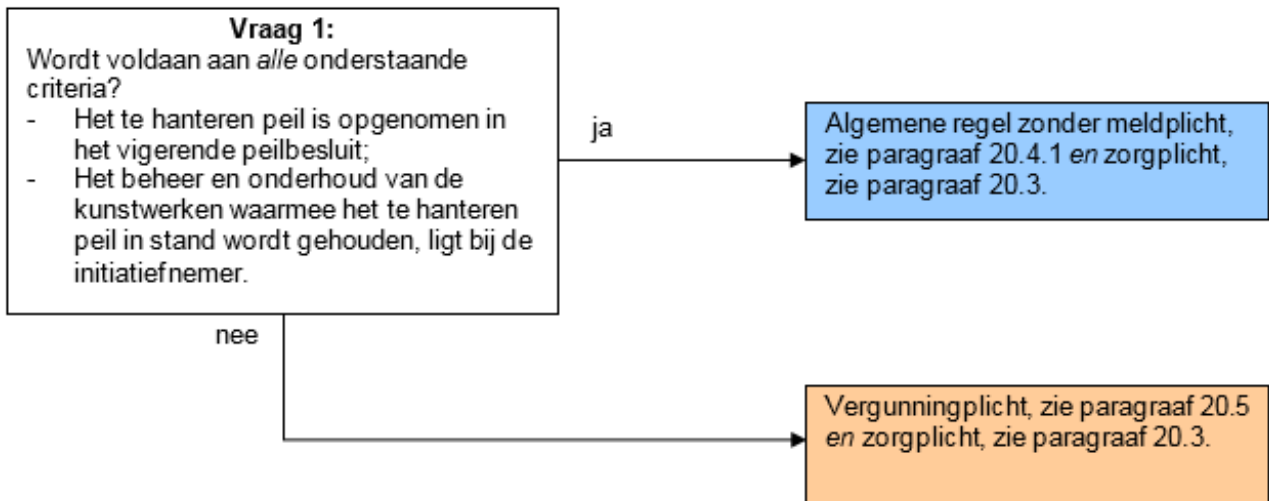 Vraag 1:
Wordt voldaan aan alle onderstaande
criteria?
- Het te hanteren peil is opgenomen in
het vigerende peilbesluit;
- Het beheer en onderhoud van de
kunstwerken waarmee het te hanteren
peil in stand wordt gehouden, ligt bij de
initiatiefnemer.
ja
Algemene regel zonder meldplicht,
zie paragraaf 20.4.1 en zorgplicht,
zie paragraaf 20.3.
nee
Vergunningplicht, zie paragraaf 20.5
en zorgplicht, zie paragraaf 20.3.